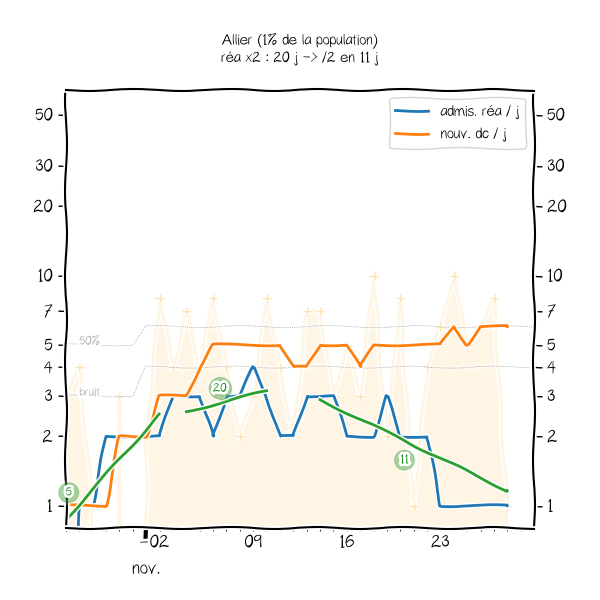 Allier (1% de la population)
réa x2 : 20 j -> /2 en 11 j
admis. réa / j
nouv. dc / j
50 50
30 30
20 20
10 10
7 7
5 50% 5
4 4
3 bruit 3
20
2 2
11
5
1 1
02 09 16 23
nov.